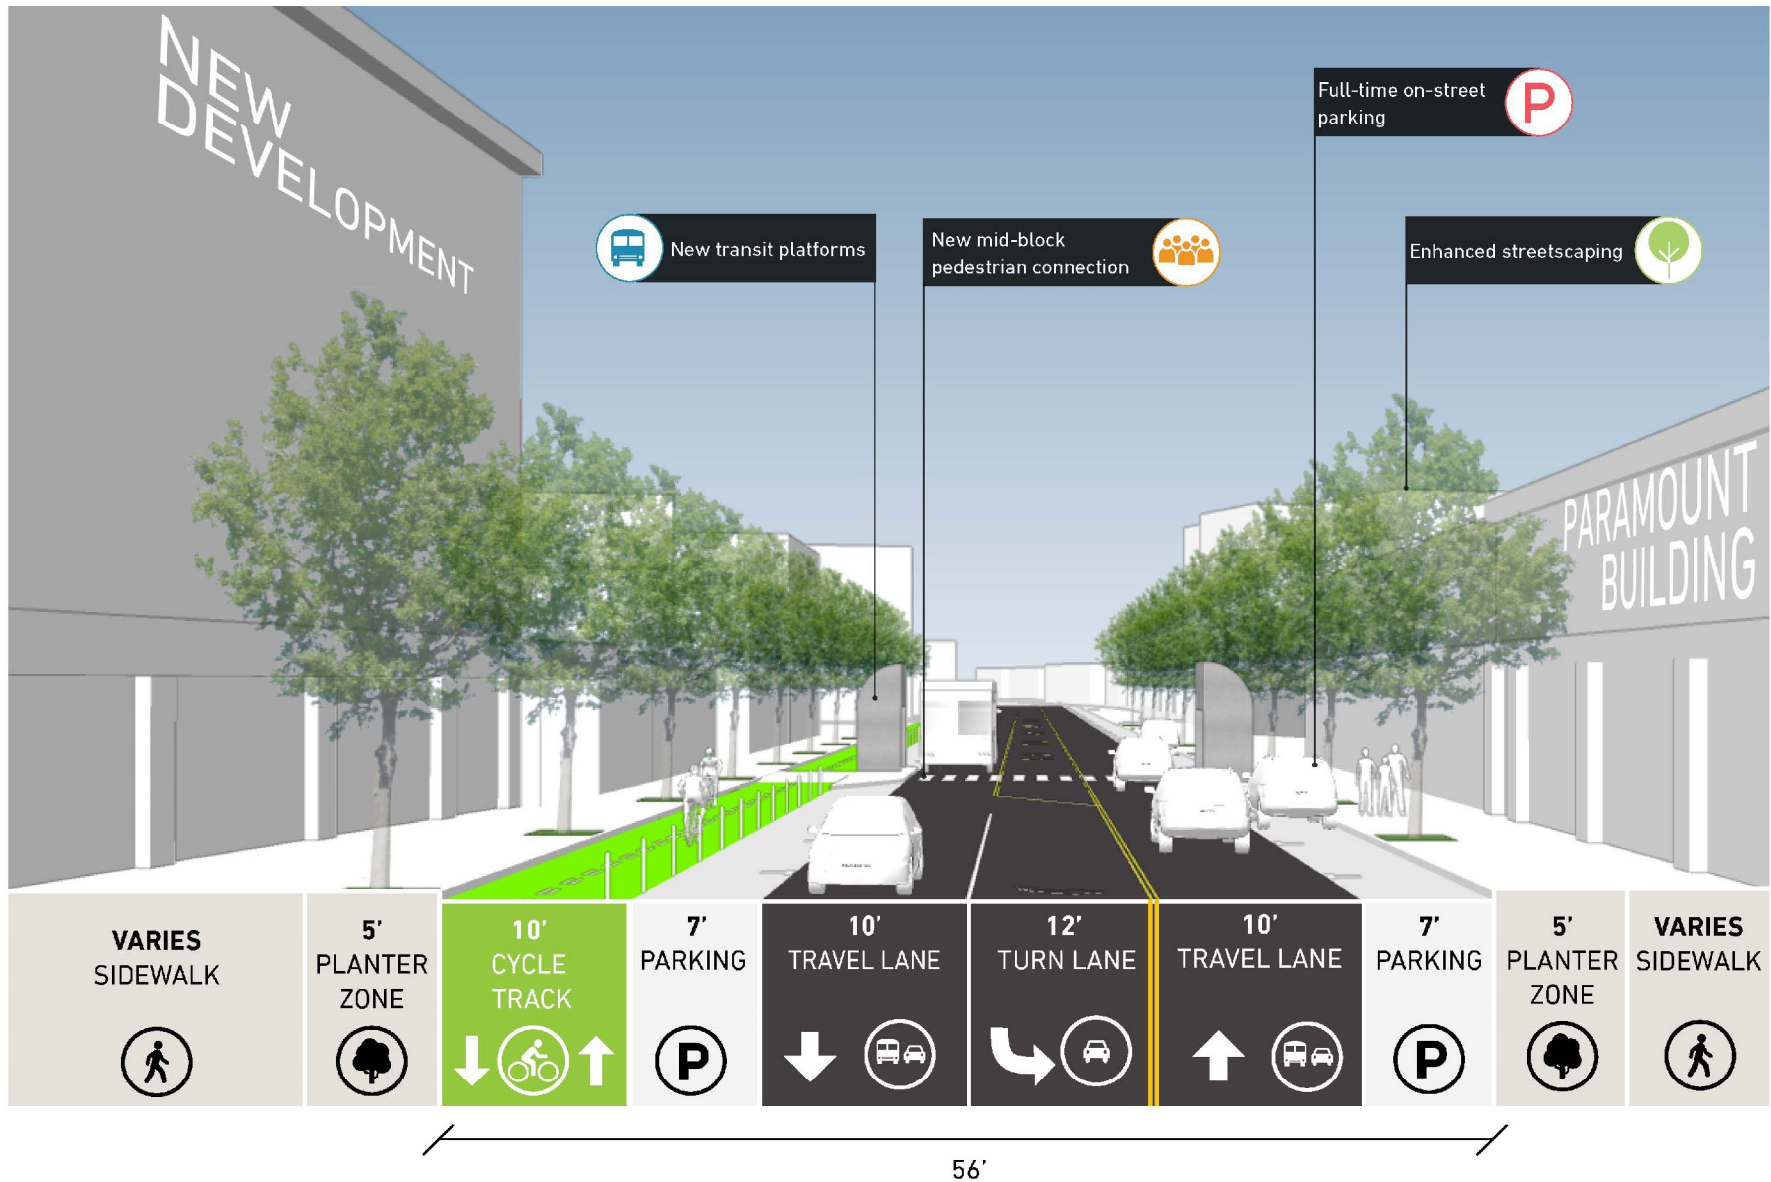 NEW
DEVELOPMENT
Full-time on-street
parking
P
New transit platforms
New mid-block
pedestrian connection
Enhanced streetscaping
PARAMOUNT
BUILDING
VARIES
SIDEWALK
5'
PLANTER
ZONE
10'
CYCLE
TRACK
7'
PARKING
P
10'
TRAVEL LANE
12'
TURN LANE
10'
TRAVEL LANE
7'
PARKING
P
5'
PLANTER
ZONE
VARIES
SIDEWALK
56'